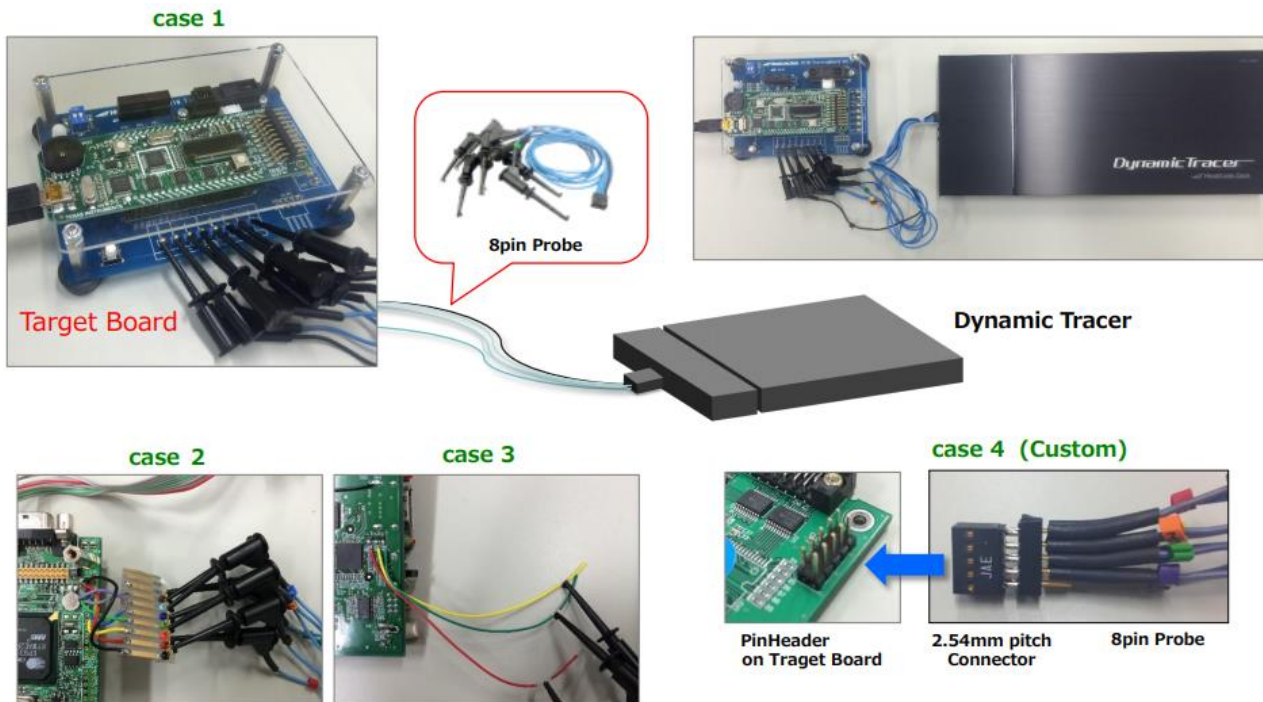 case 1
Target Board
8pin Probe
DynamicTracer
Dynamic Tracer
case 2
case 3
case 4 (Custom)
JAE
PinHeader
on Traget Board
2.54mm pitch
Connector
8pin Probe